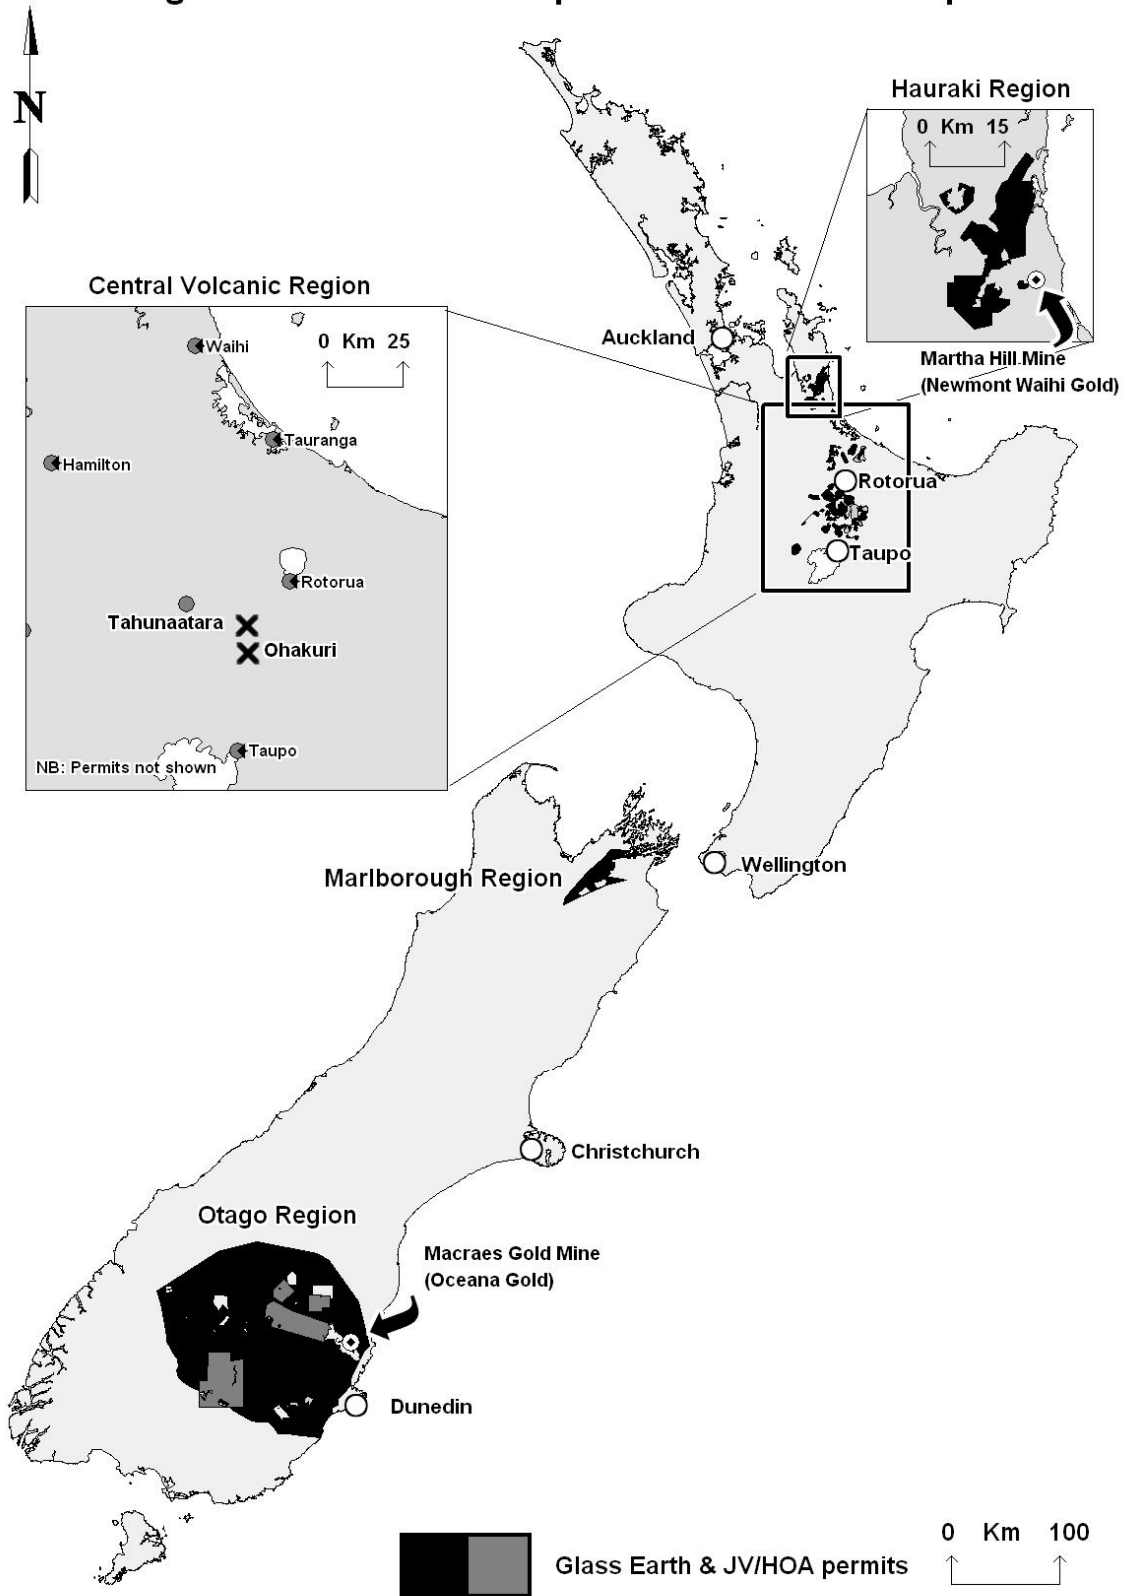 N
Hauraki Region
0 Km 15
Martha Hill Mine
(Newmont Waihi Gold)
Central Volcanic Region
0 Km 25
Waihi
Tauranga
Hamilton
Rotorua
Tahunaatara
Ohakuri
Taupo
NB: Permits not shown
Auckland
Rotorua
Taupo
Wellington
Marlborough Region
Christchurch
Otago Region
Macraes Gold Mine
(Oceana Gold)
Dunedin
Glass Earth & JV/HOA permits
0 Km 100